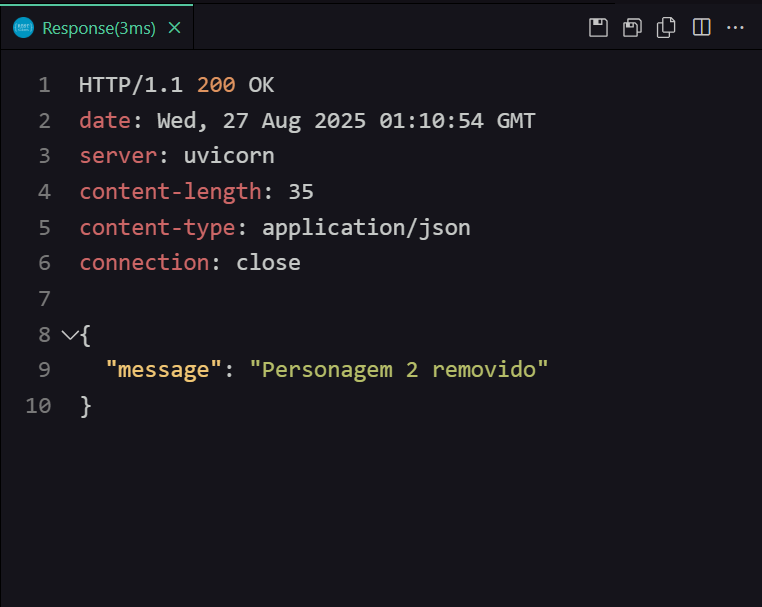 Response(3ms)
1 HTTP/1.1 200 OK
2 date: Wed, 27 Aug 2025 01:10:54 GMT
3 server: uvicorn
4 content-length: 35
5 content-type: application/json
6 connection: close
7
8 {
9 "message": "Personagem 2 removido"
10 }